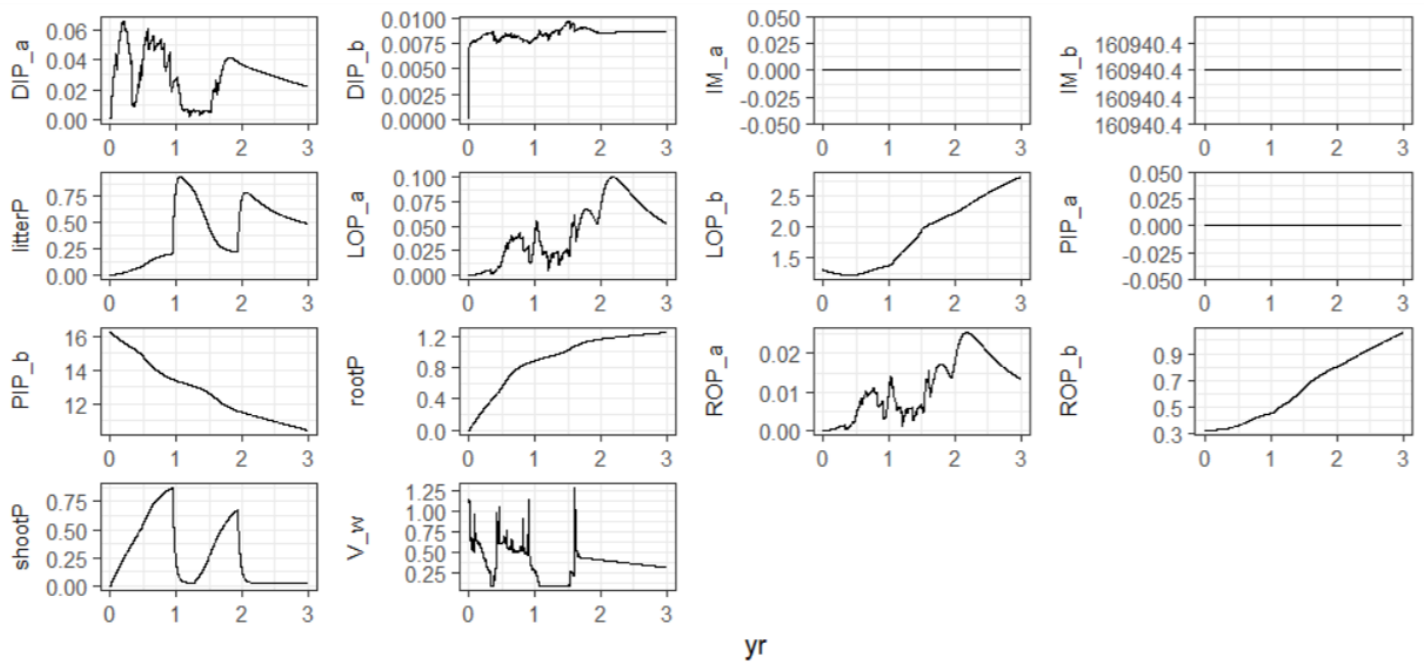 DIP_a
0.06
0.04
0.02
0.00
0 1 2 3
DIP_b
0.0100
0.0075
0.0050
0.0025
0.0000
0 1 2 3
IM_a
0.050
0.025
0.000
-0.025
-0.050
0 1 2 3
IM_b
160940.4
160940.4
160940.4
160940.4
0 1 2 3
litterP
0.75
0.50
0.25
0.00
0 1 2 3
LOP_a
0.100
0.075
0.050
0.025
0.000
0 1 2 3
LOP_b
2.5
2.0
1.5
0 1 2 3
PIP_a
0.050
0.025
0.000
-0.025
-0.050
0 1 2 3
PIP_b
16
14
12
0 1 2 3
rootP
1.2
0.8
0.4
0.0
0 1 2 3
ROP_a
0.02
0.01
0.00
0 1 2 3
ROP_b
0.9
0.7
0.5
0.3
0 1 2 3
shootP
0.75
0.50
0.25
0.00
0 1 2 3
V_w
1.25
1.00
0.75
0.50
0.25
0 1 2 3
yr